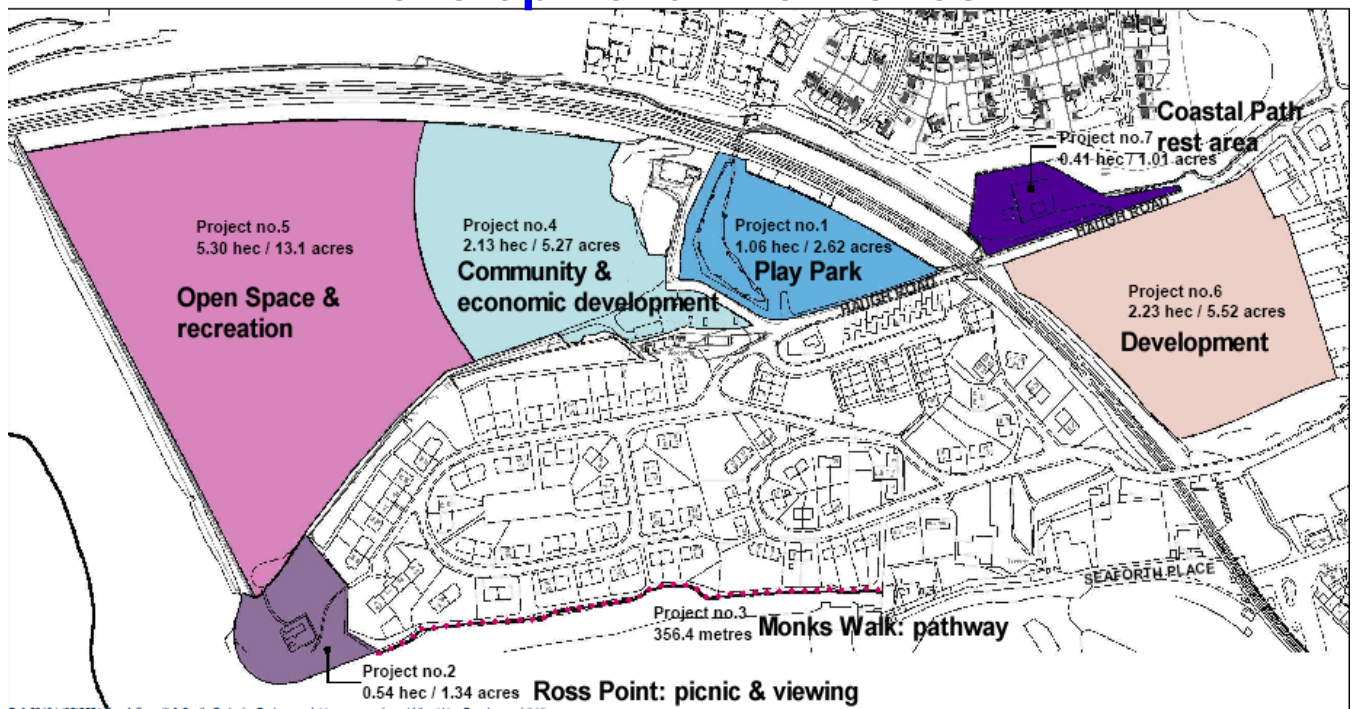 Coastal Path
rest area
Project no.7
0.41 hec / 1.01 acres
HAUGH ROAD
Project no.5
5.30 hec / 13.1 acres
Open Space &
recreation
Project no.4
2.13 hec / 5.27 acres
Community &
economic development
Project no.1
1.06 hec / 2.62 acres
Play Park
HAUGH ROAD
Project no.6
2.23 hec / 5.52 acres
Development
SEAFORTH PLACE
Project no.3
356.4 metres
Monks Walk: pathway
Project no.2
0.54 hec / 1.34 acres
Ross Point: picnic & viewing